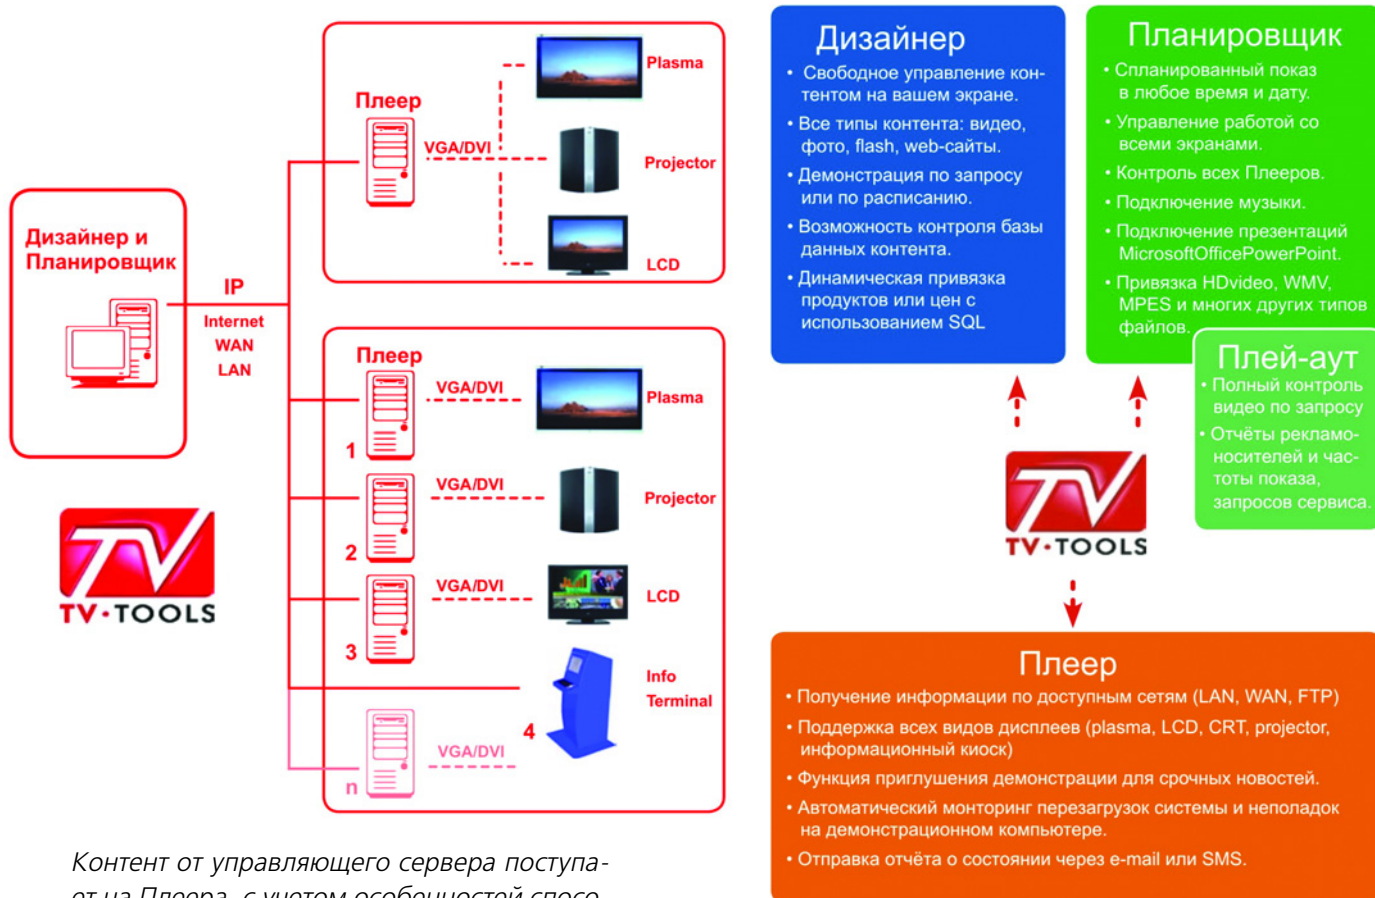 Плеер
VGA/DVI
Plasma
Projector
LCD
Дизайнер и
Планировщик
IP
Internet
WAN
LAN
Плеер
VGA/DVI
Plasma
1
VGA/DVI
Projector
2
VGA/DVI
LCD
3
Info
Terminal
4
VGA/DVI
n
TV·TOOLS
Контент от управляющего сервера поступа-
ет на Плеера, с учетом особенностей спосо
Дизайнер
• Свободное управление кон-
тентом на вашем экране.
• Все типы контента: видео,
фото, flash, web-сайты.
• Демонстрация по запросу
или по расписанию.
• Возможность контроля базы
данных контента.
• Динамическая привязка
продуктов или цен с
использованием SQL
Планировщик
• Спланированный показ
в любое время и дату.
• Управление работой со
всеми экранами.
• Контроль всех Плееров.
• Подключение музыки.
• Подключение презентаций
MicrosoftOfficePowerPoint.
• Привязка HDvideo, WMV,
MPES и многих других типов
файлов.
Плей-аут
• Полный контроль
видео по запросу
• Отчёты рекламо-
носителей и час-
тоты показа,
запросов сервиса.
TV·TOOLS
Плеер
• Получение информации по доступным сетям (LAN, WAN, FTP)
• Поддержка всех видов дисплеев (plasma, LCD, CRT, projector,
информационный киоск)
• Функция приглушения демонстрации для срочных новостей.
• Автоматический монторинг перезагрузок системы и неполадок
на демонстрационном компьютере.
• Отправка отчёта о состоянии через e-mail или SMS.